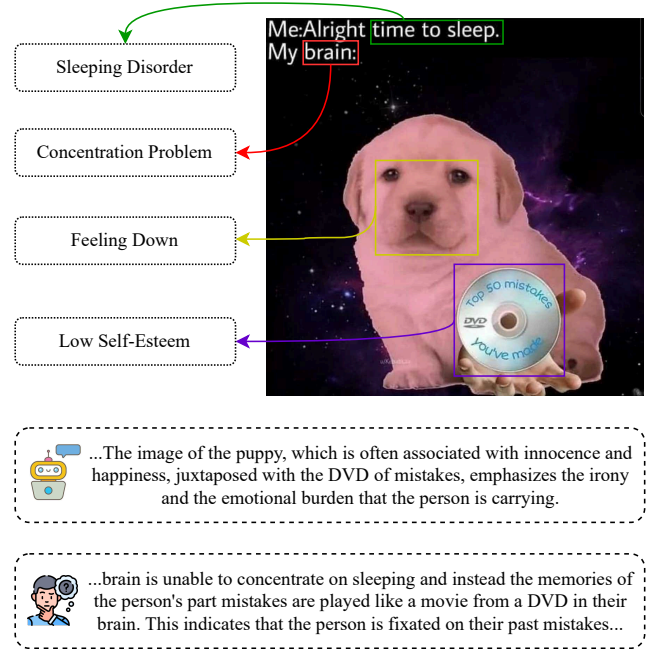 Me:Alright time to sleep.
My brain:
Sleeping Disorder
Concentration Problem
Feeling Down
Low Self-Esteem
Top 50 mistakes
DVD
you've made
...The image of the puppy, which is often associated with innocence and
happiness, juxtaposed with the DVD of mistakes, emphasizes the irony
and the emotional burden that the person is carrying.
...brain is unable to concentrate on sleeping and instead the memories of
the person's part mistakes are played like a movie from a DVD in their
brain. This indicates that the person is fixated on their past mistakes...